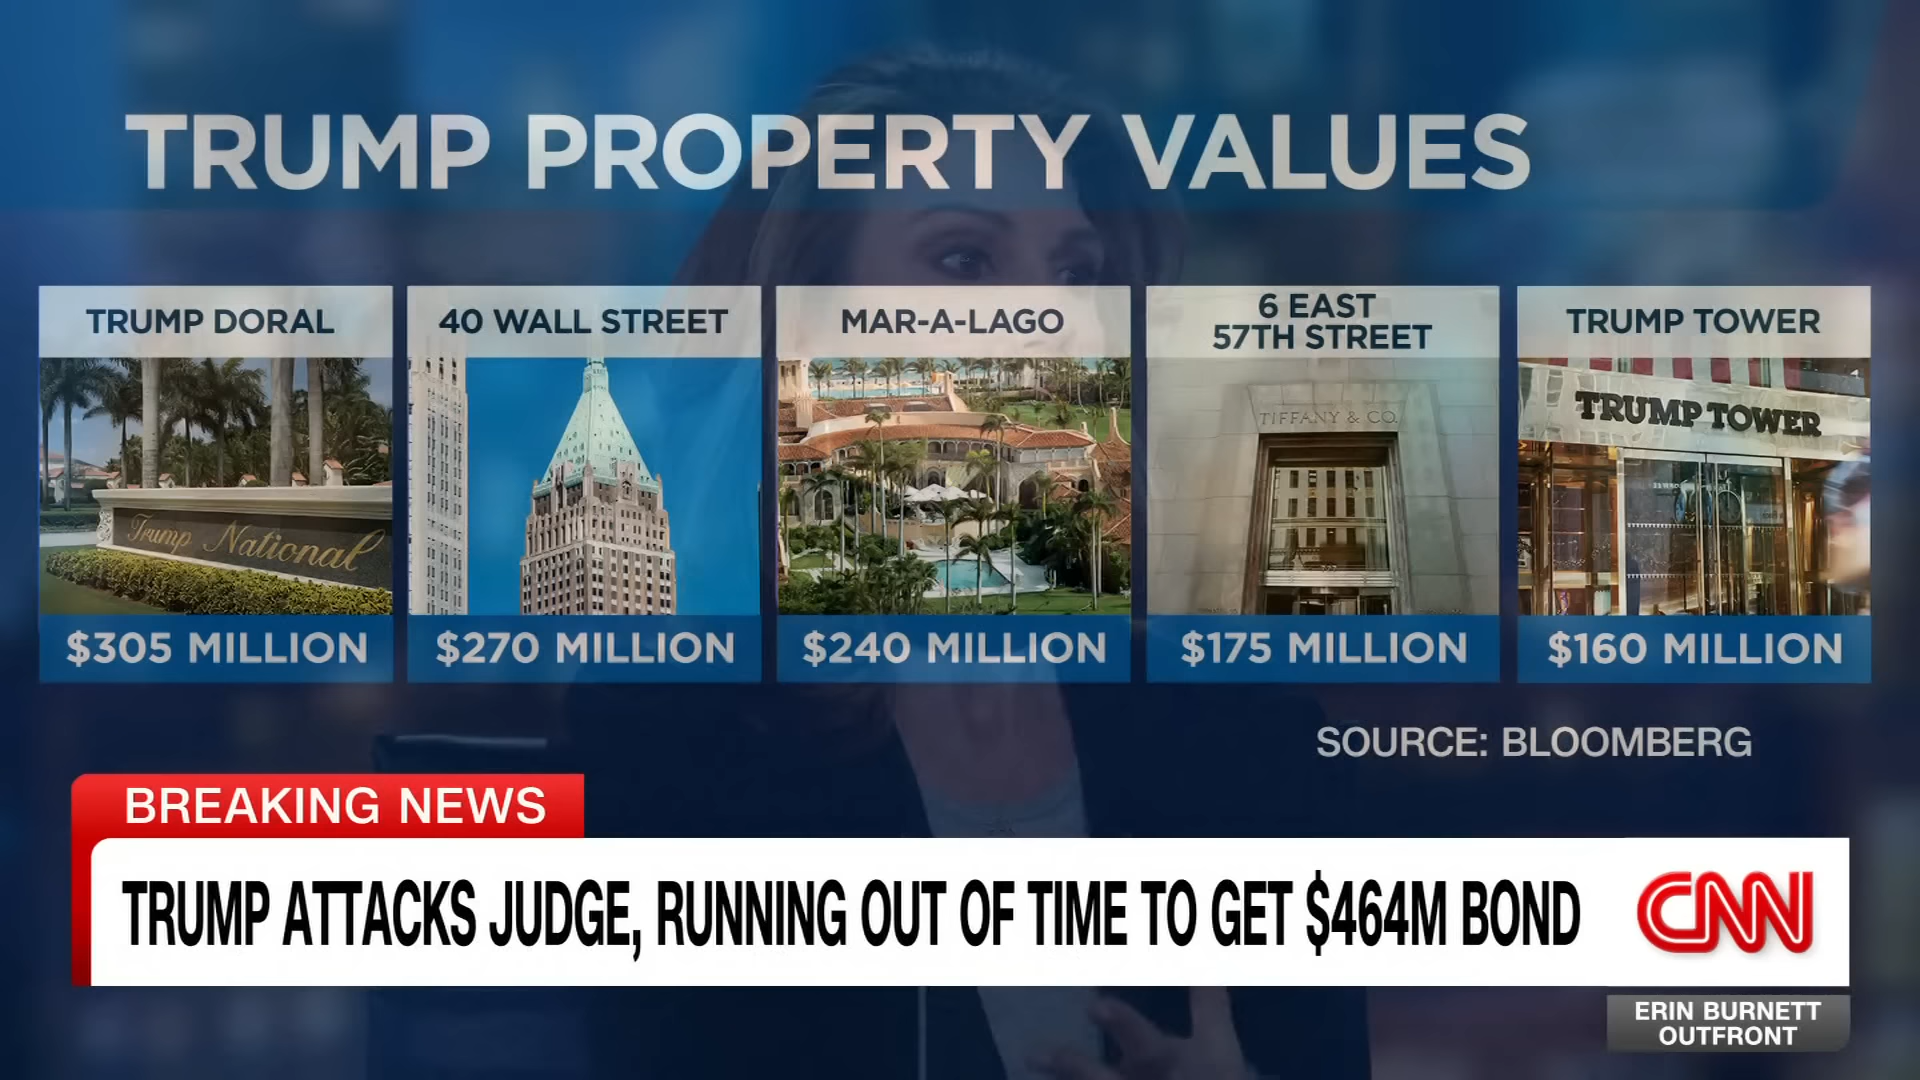 TRUMP PROPERTY VALUES
TRUMP DORAL
Trump National
$305 MILLION
40 WALL STREET
$270 MILLION
MAR-A-LAGO
$240 MILLION
6 EAST
57TH STREET
TIFFANY & CO.
$175 MILLION
TRUMP TOWER
TRUMP TOWER
$160 MILLION
SOURCE: BLOOMBERG
BREAKING NEWS
TRUMP ATTACKS JUDGE, RUNNING OUT OF TIME TO GET $464M BOND
CNN
ERIN BURNETT
OUTFRONT